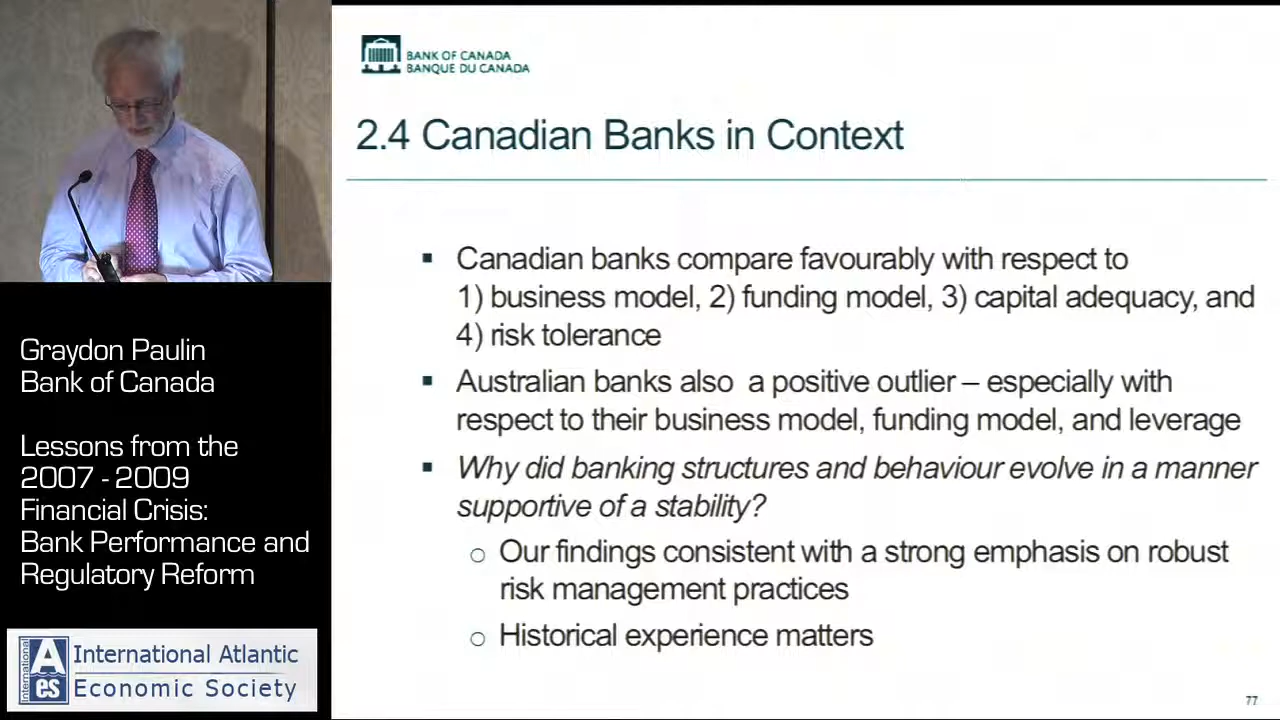 BANK OF CANADA
BANQUE DU CANADA
2.4 Canadian Banks in Context
▪ Canadian banks compare favourably with respect to
1) business model, 2) funding model, 3) capital adequacy, and
4) risk tolerance
▪ Australian banks also a positive outlier – especially with
respect to their business model, funding model, and leverage
▪ Why did banking structures and behaviour evolve in a manner
supportive of a stability?
○ Our findings consistent with a strong emphasis on robust
risk management practices
○ Historical experience matters
77
Graydon Paulin
Bank of Canada
Lessons from the
2007 - 2009
Financial Crisis:
Bank Performance and
Regulatory Reform
International
A
es
International Atlantic
Economic Society